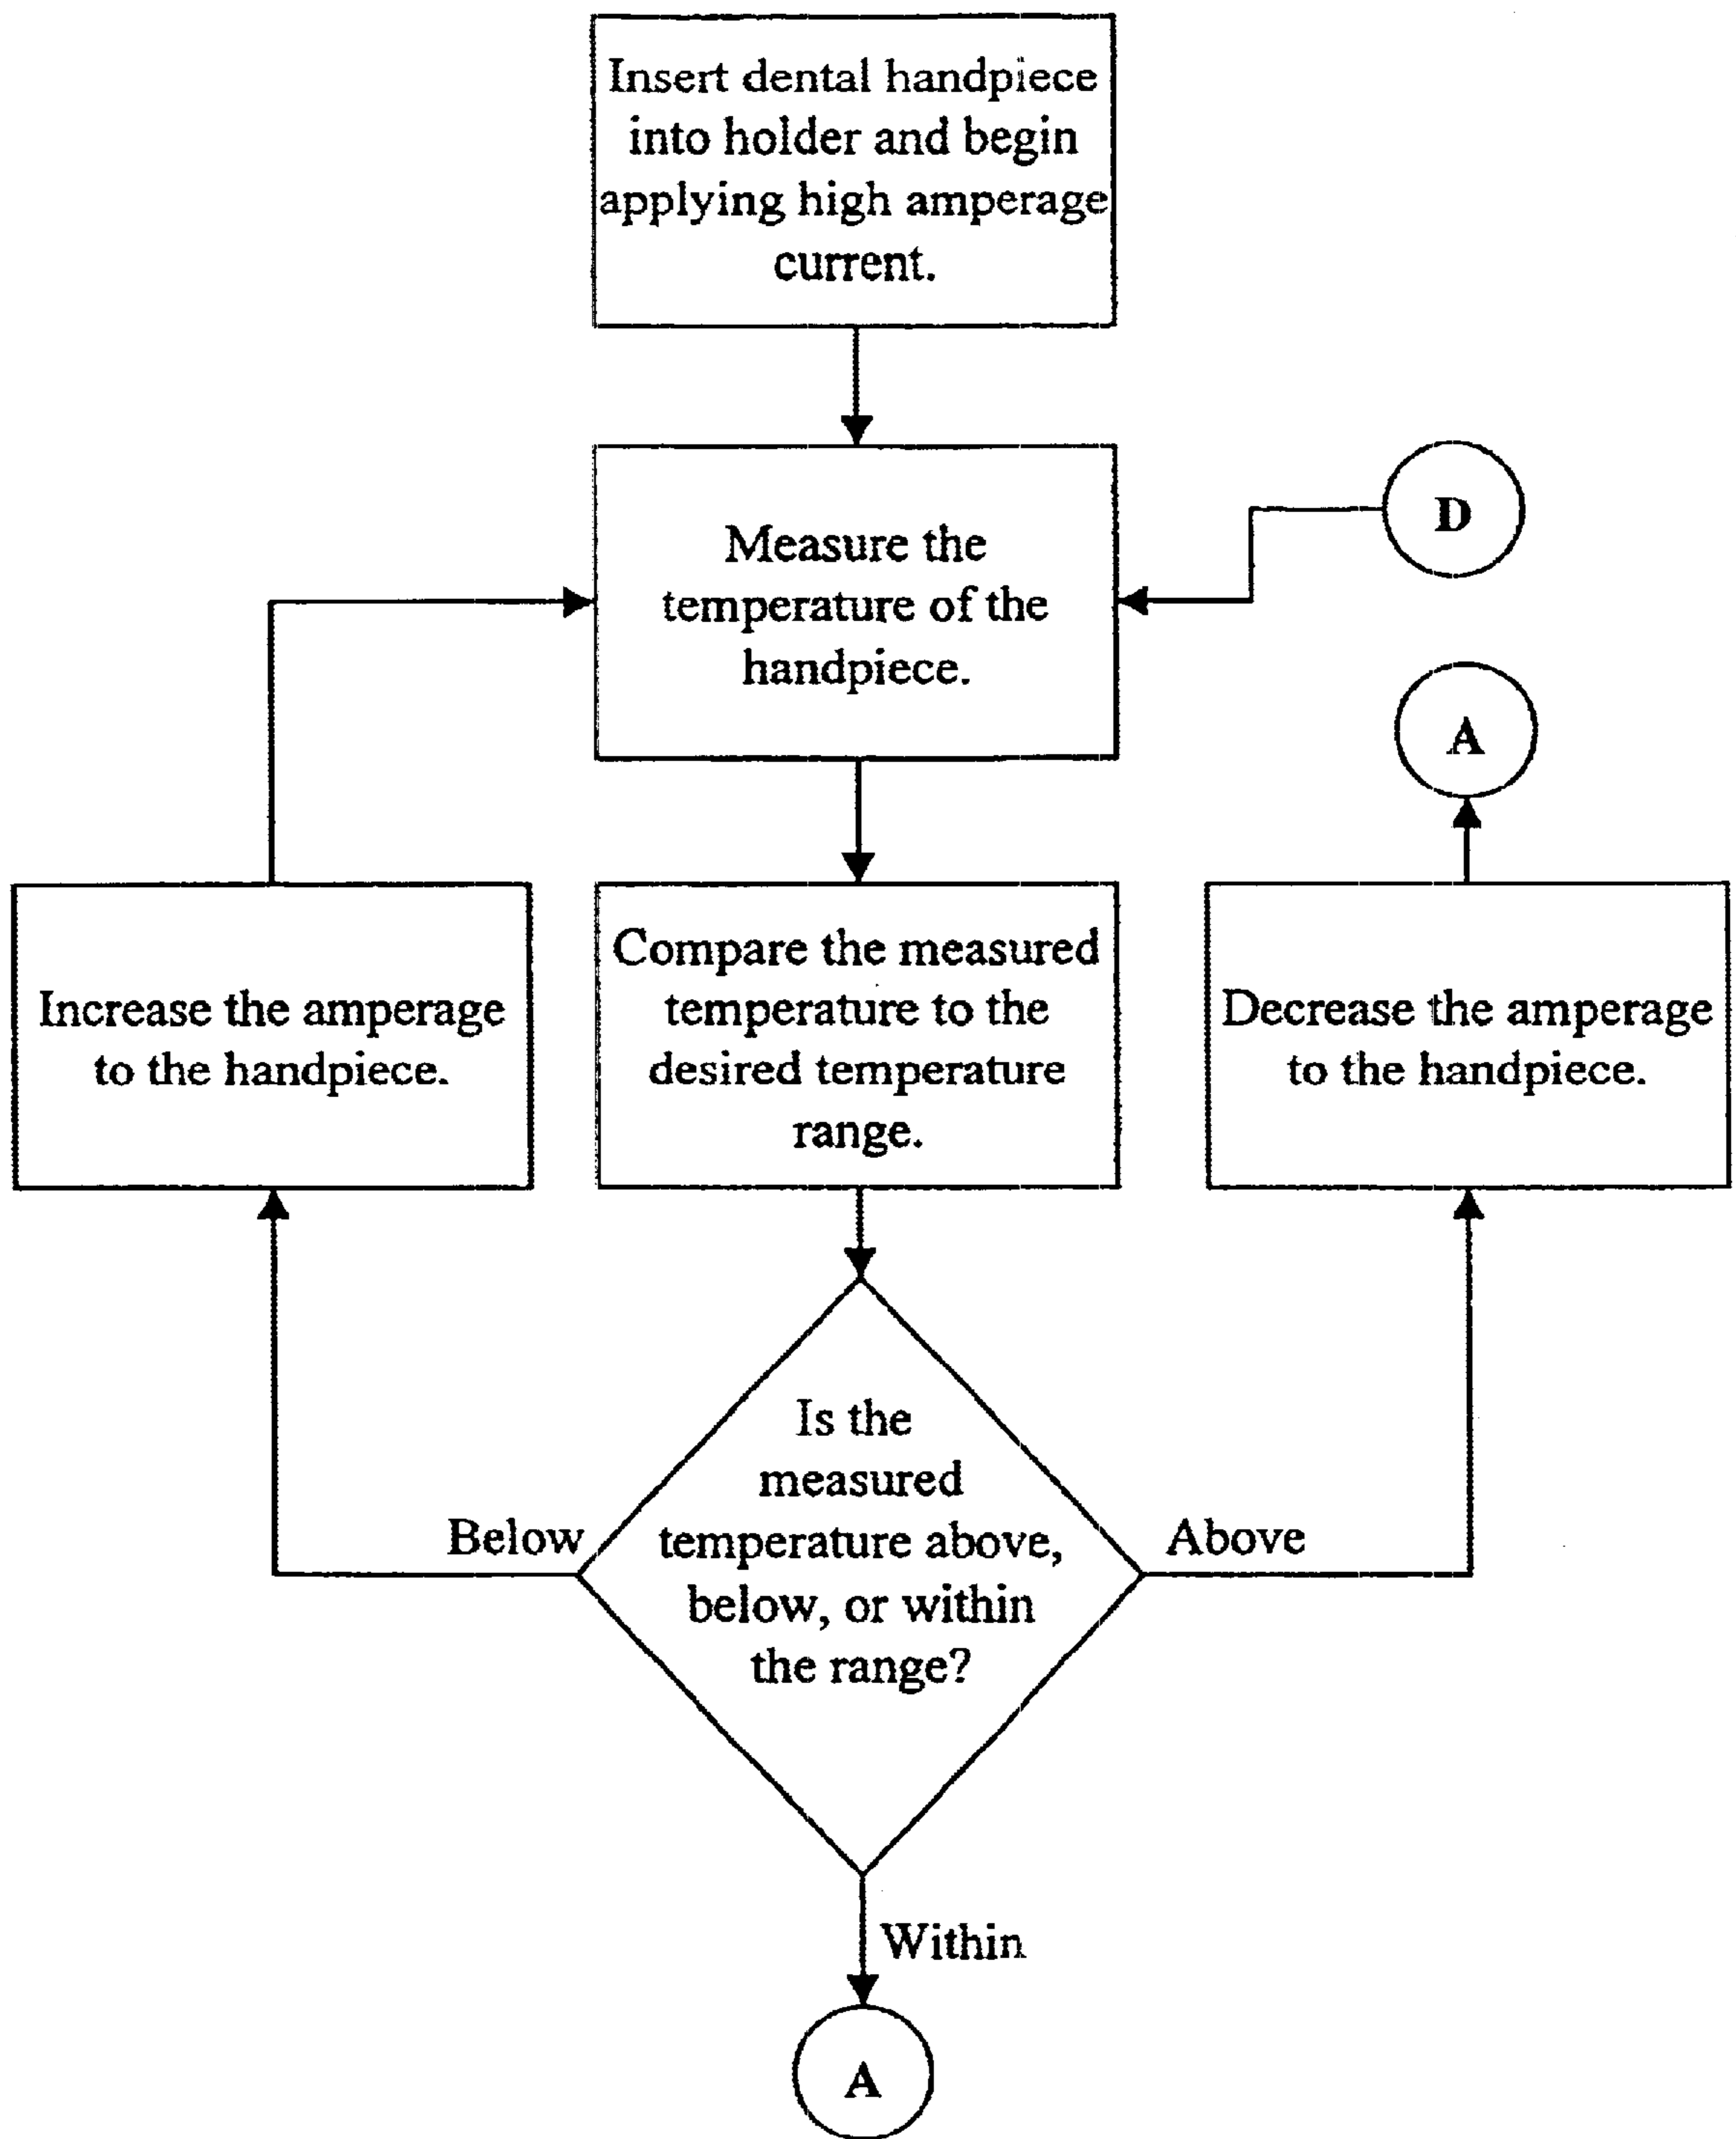 Insert dental handpiece
into holder and begin
applying high amperage
current.
Measure the
temperature of the
handpiece.
D
A
Increase the amperage
to the handpiece.
Compare the measured
temperature to the
desired temperature
range.
Decrease the amperage
to the handpiece.
Is the
measured
temperature above,
below, or within
the range?
Below
Above
Within
A